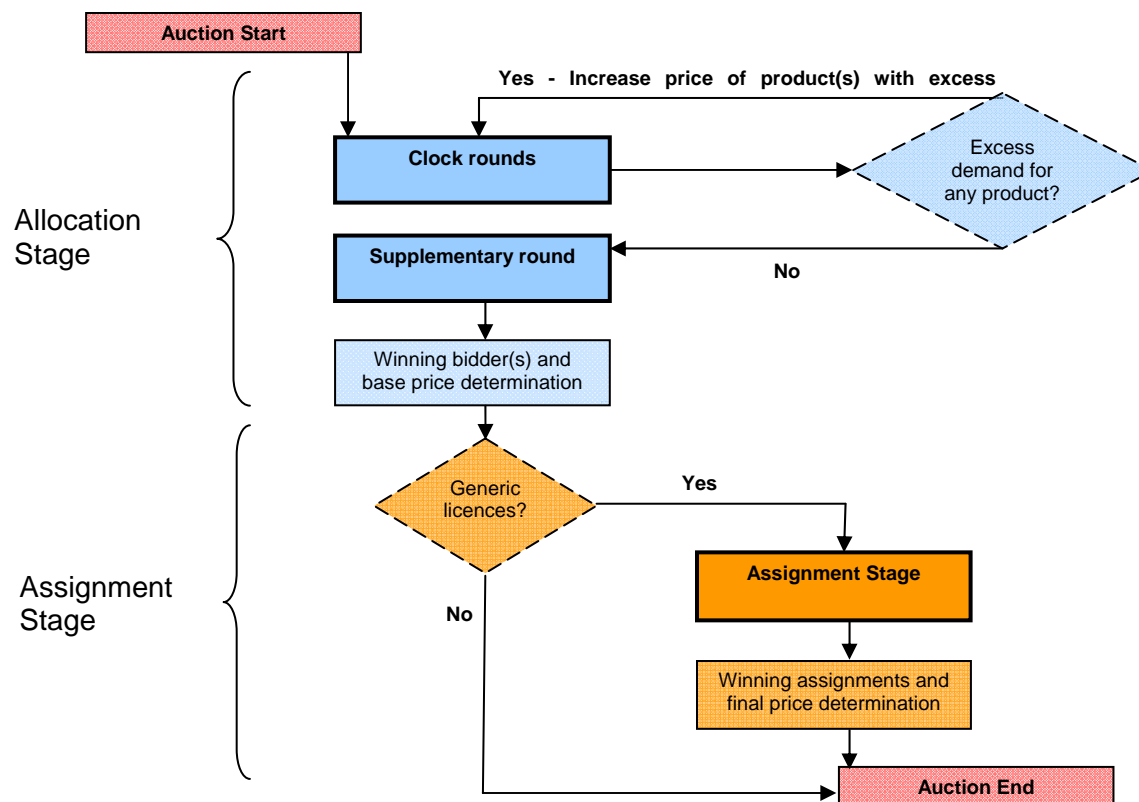 Auction Start
Yes - Increase price of product(s) with excess
Clock rounds
Excess
demand for
any product?
Allocation
Stage
Supplementary round
No
Winning bidder(s) and
base price determination
Generic
licences?
Yes
Assignment
Stage
Assignment Stage
No
Winning assignments and
final price determination
Auction End